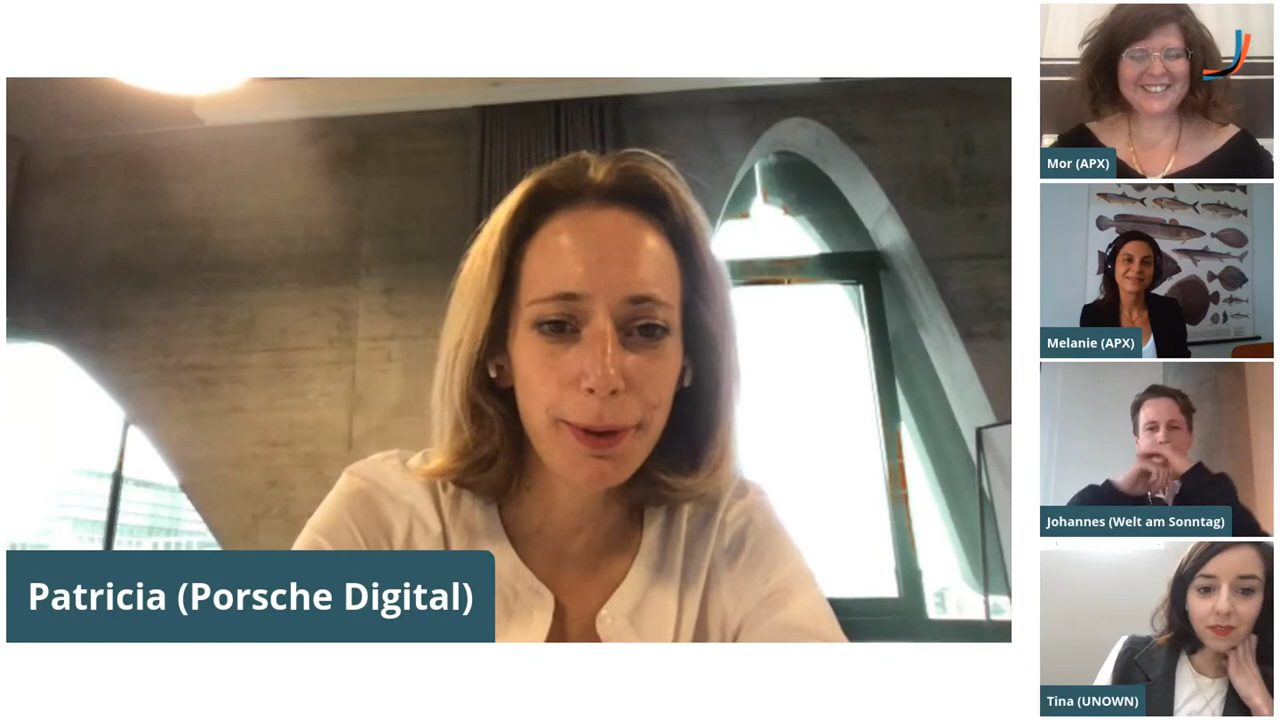 Patricia (Porsche Digital)
Mor (APX)
Melanie (APX)
Johannes (Welt am Sonntag)
Tina (UNOWN)